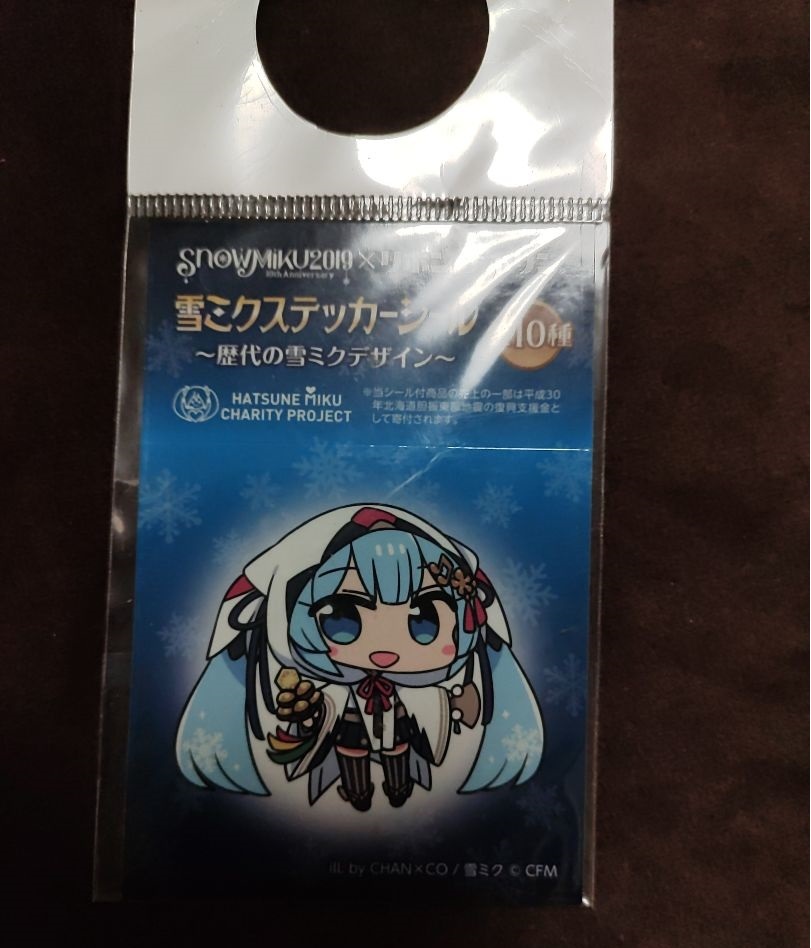 SNOWMIKU2019×
10th Anniversary
雪ミクステッカーシール
10種
～歴代の雪ミクデザイン～
HATSUNE MIKU
CHARITY PROJECT
※当シール付商品の売上の一部は平成30
年北海道胆振東部地震の復興支援金と
して寄付されます。
ill. by CHAN×CO / 雪ミク © CFM